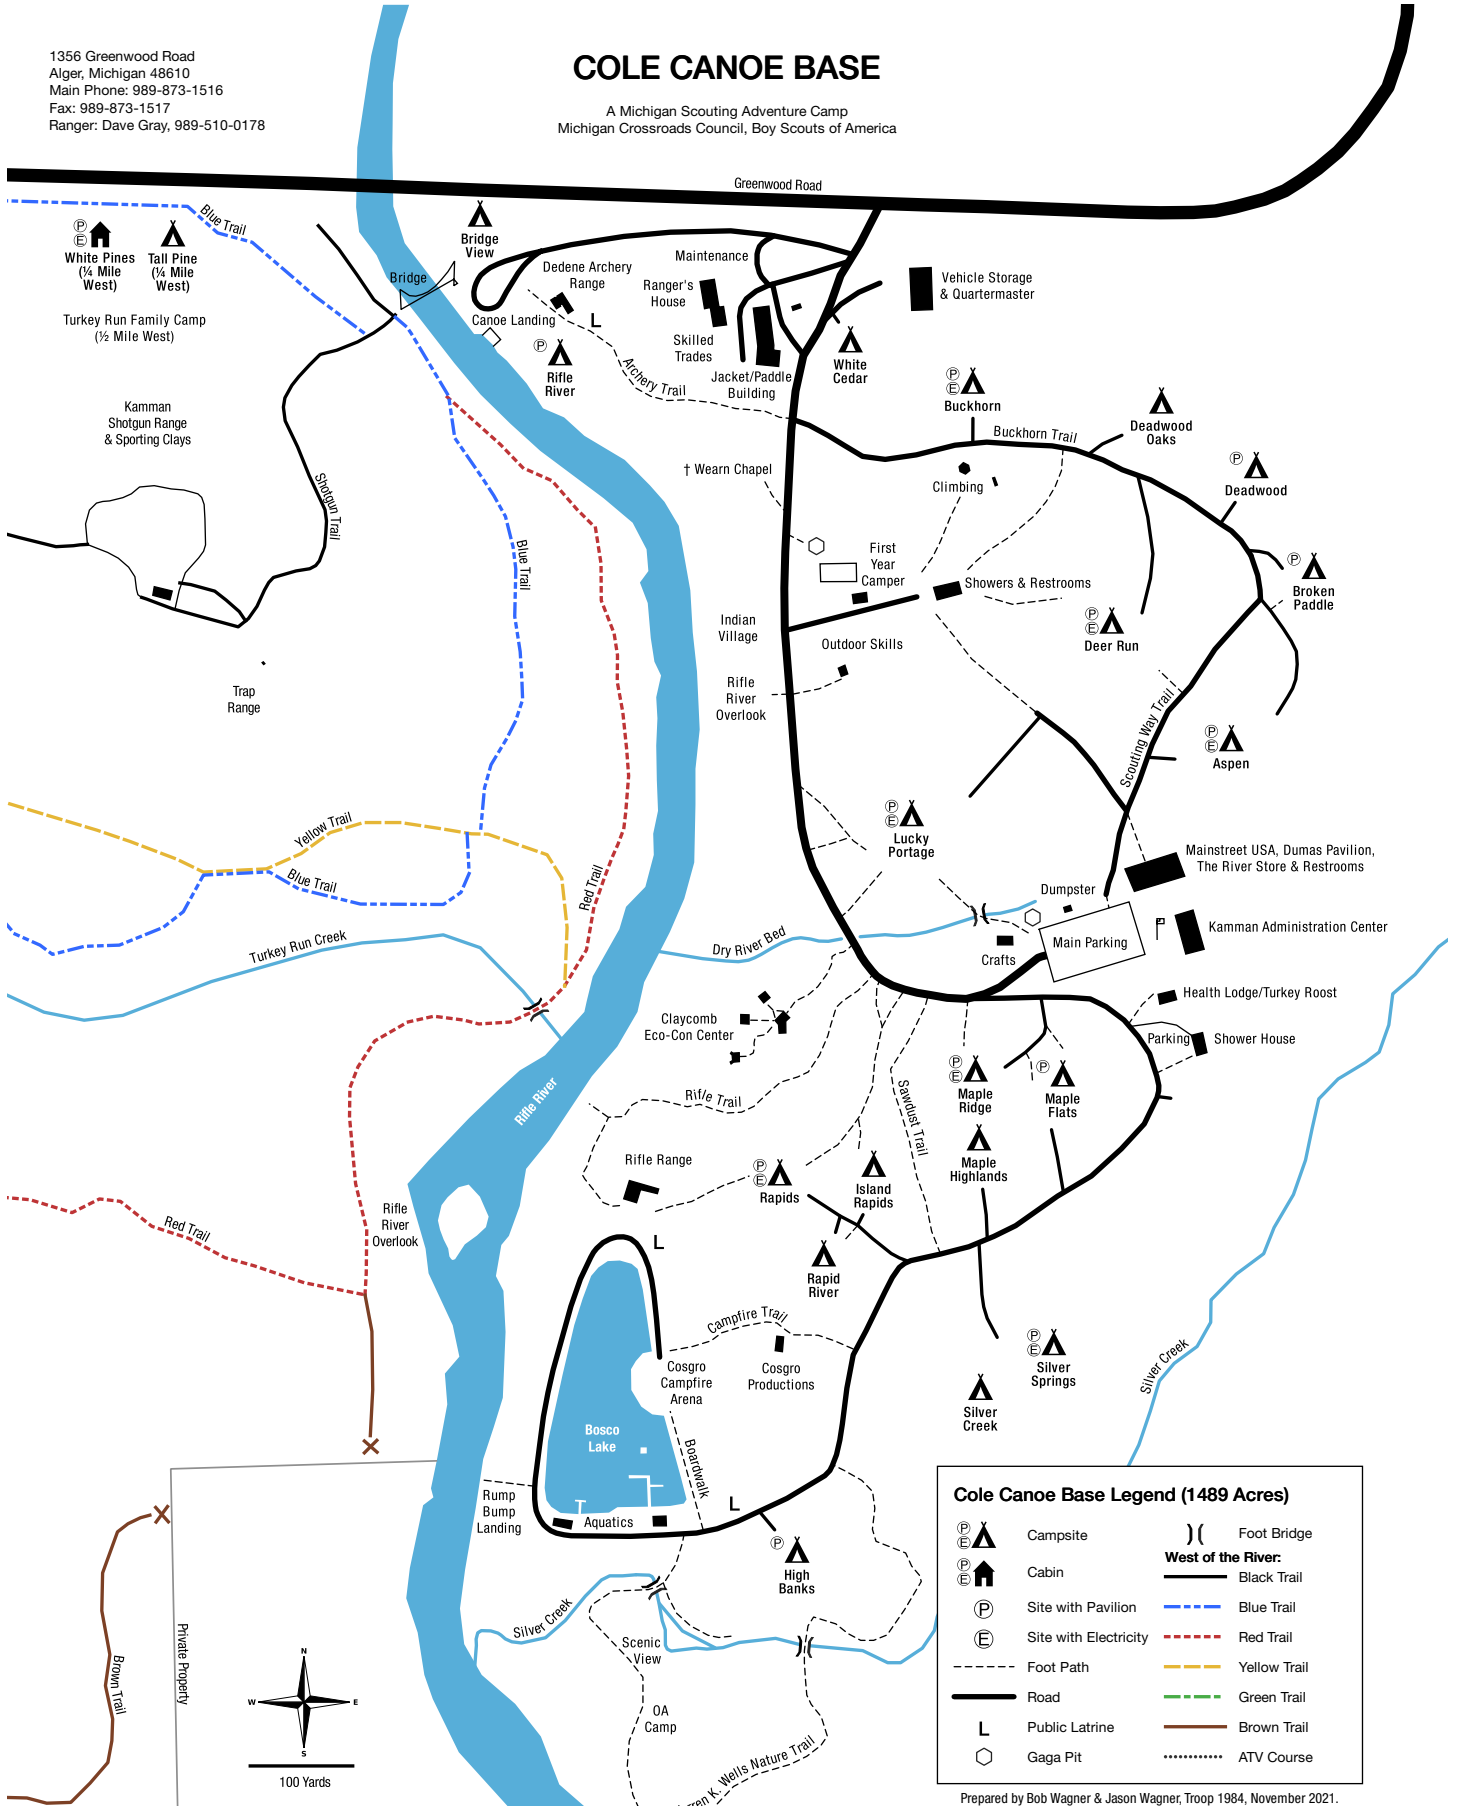 1356 Greenwood Road
Alger, Michigan 48610
Main Phone: 989-873-1516
Fax: 989-873-1517
Ranger: Dave Gray, 989-510-0178
COLE CANOE BASE
A Michigan Scouting Adventure Camp
Michigan Crossroads Council, Boy Scouts of America
Greenwood Road
Blue Trail
P
E
White Pines
(¼ Mile
West)
Tall Pine
(¼ Mile
West)
Turkey Run Family Camp
(½ Mile West)
Bridge
Bridge
View
Dedene Archery
Range
L
Canoe Landing
P
Rifle
River
Archery Trail
Maintenance
Ranger's
House
Skilled
Trades
Jacket/Paddle
Building
Vehicle Storage
& Quartermaster
White
Cedar
Kamman
Shotgun Range
& Sporting Clays
Shotgun Trail
Trap
Range
Blue Trail
P
E
Buckhorn
Buckhorn Trail
Deadwood
Oaks
P
Deadwood
† Wearn Chapel
Climbing
First
Year
Camper
Showers & Restrooms
P
Broken
Paddle
P
E
Deer Run
Indian
Village
Outdoor Skills
Rifle
River
Overlook
Scouting Way Trail
P
E
Aspen
P
E
Lucky
Portage
Yellow Trail
Blue Trail
Red Trail
Turkey Run Creek
Mainstreet USA, Dumas Pavilion,
The River Store & Restrooms
Dumpster
Main Parking
Kamman Administration Center
Crafts
Dry River Bed
Health Lodge/Turkey Roost
Parking
Shower House
Claycomb
Eco-Con Center
Rifle River
Rifle Trail
Sawdust Trail
P
E
Maple
Ridge
P
Maple
Flats
Maple
Highlands
Rifle Range
P
E
Rapids
Island
Rapids
Rapid
River
L
Red Trail
Rifle
River
Overlook
Campfire Trail
Cosgro
Campfire
Arena
Cosgro
Productions
P
E
Silver
Springs
Silver
Creek
Silver Creek
Bosco
Lake
Boardwalk
Rump
Bump
Landing
Aquatics
L
P
High
Banks
Silver Creek
Scenic
View
OA
Camp
ren K. Wells Nature Trail
Private Property
Brown Trail
N
W
E
S
100 Yards
Cole Canoe Base Legend (1489 Acres)
P
E
Campsite
P
E
Cabin
P
Site with Pavilion
E
Site with Electricity
Foot Path
Road
L
Public Latrine
Gaga Pit
Foot Bridge
West of the River:
Black Trail
Blue Trail
Red Trail
Yellow Trail
Green Trail
Brown Trail
ATV Course
Prepared by Bob Wagner & Jason Wagner, Troop 1984, November 2021.